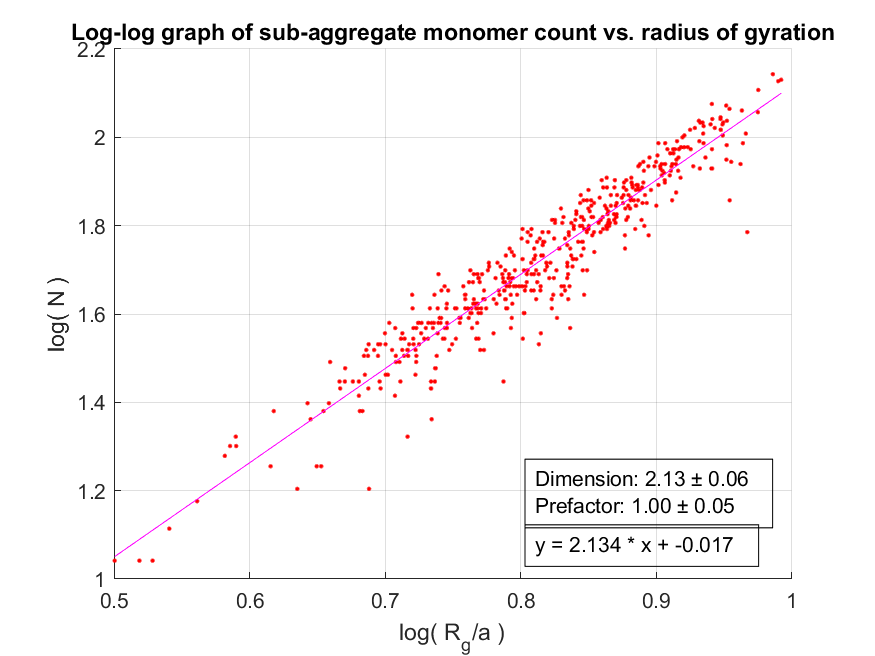 Log-log graph of sub-aggregate monomer count vs. radius of gyration
2.2
2
1.8
1.6
1.4
1.2
1
log( N )
Dimension: 2.13 ± 0.06
Prefactor: 1.00 ± 0.05
y = 2.134 * x + -0.017
0.5 0.6 0.7 0.8 0.9 1
log( Rg/a )